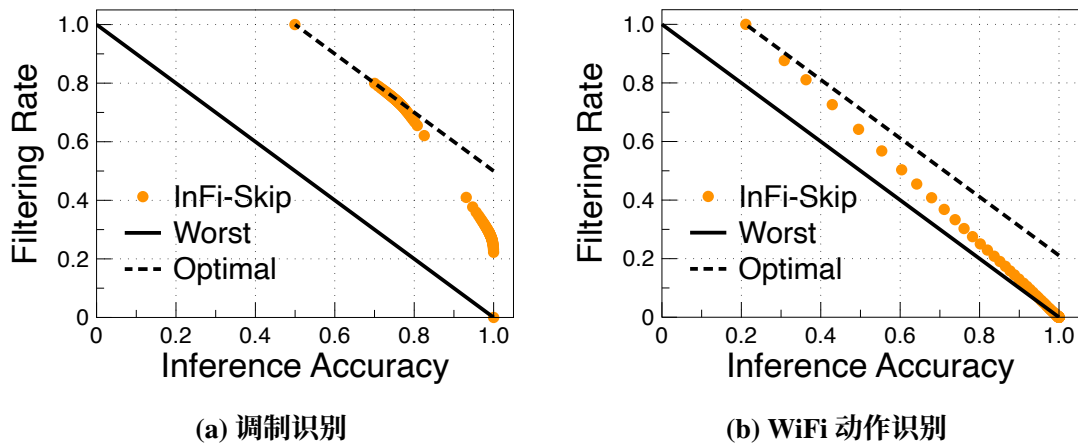 1.0
0.8
0.6
0.4
0.2
0
0
0.2
0.4
0.6
0.8
1.0
Filtering Rate
Inference Accuracy
InFi-Skip
Worst
Optimal
(a) 调制识别
1.0
0.8
0.6
0.4
0.2
0
0
0.2
0.4
0.6
0.8
1.0
Filtering Rate
Inference Accuracy
InFi-Skip
Worst
Optimal
(b) WiFi 动作识别